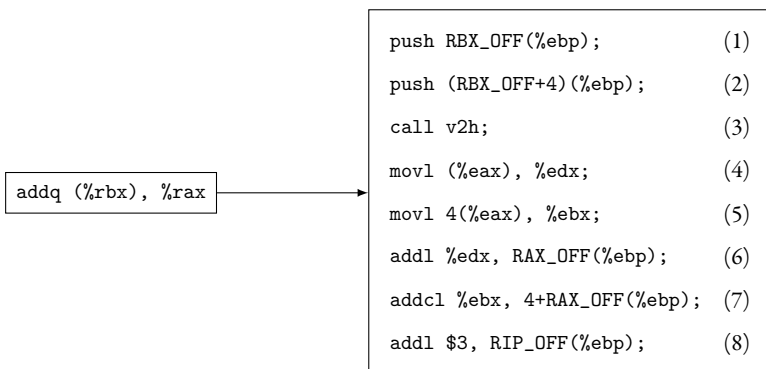 push RBX_OFF(%ebp); (1)
push (RBX_OFF+4)(%ebp); (2)
call v2h; (3)
movl (%eax), %edx; (4)
addq (%rbx), %rax
movl 4(%eax), %ebx; (5)
addl %edx, RAX_OFF(%ebp); (6)
addcl %ebx, 4+RAX_OFF(%ebp); (7)
addl $3, RIP_OFF(%ebp); (8)